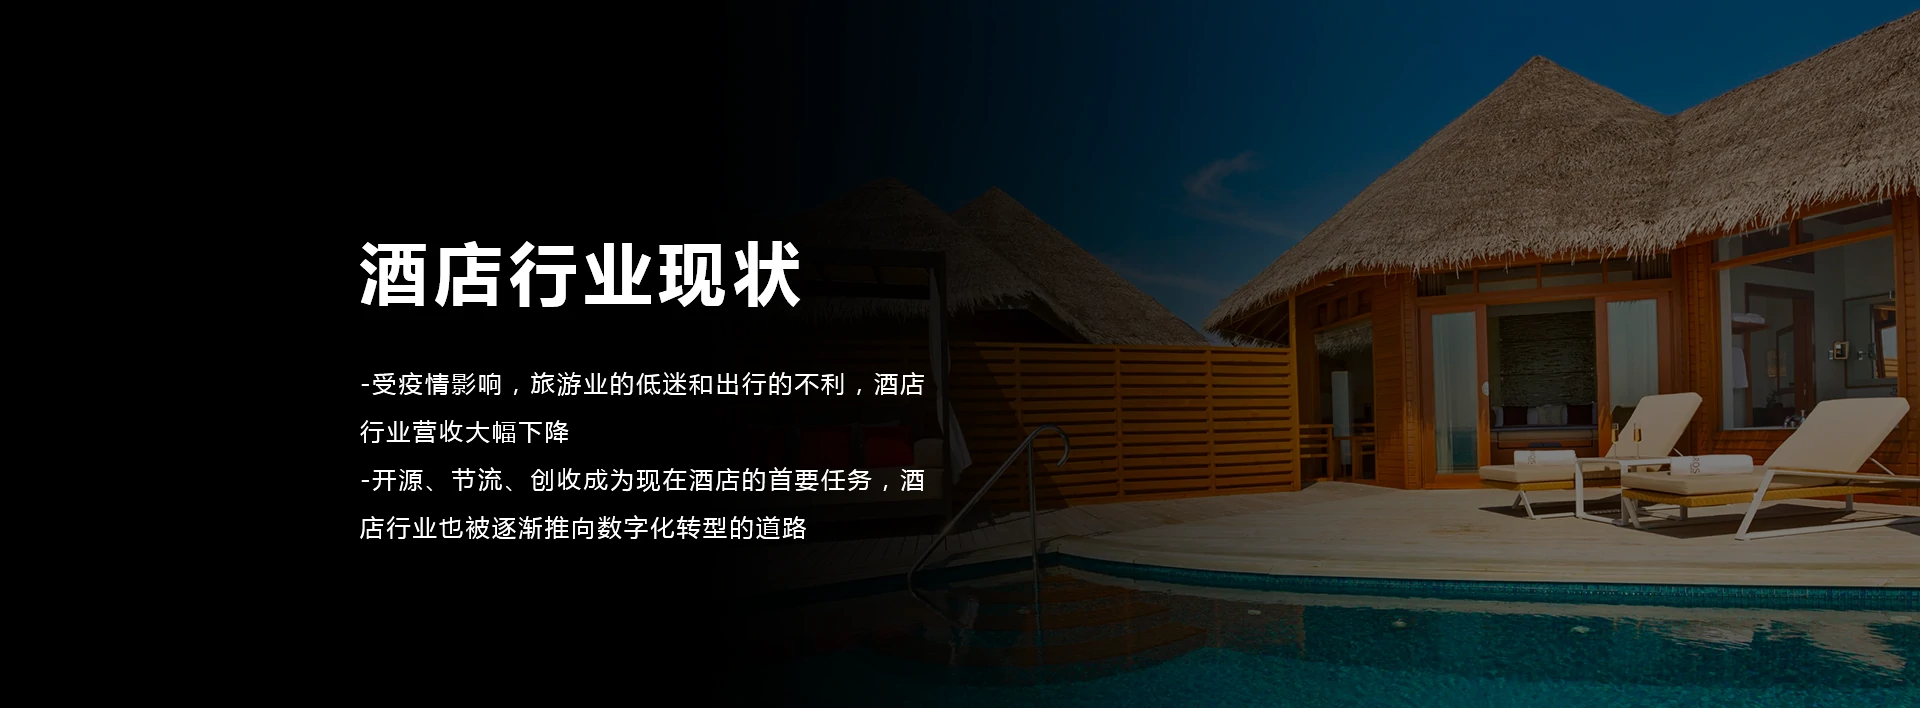 酒店行业现状
-受疫情影响，旅游业的低迷和出行的不利，酒店
行业营收大幅下降
-开源、节流、创收成为现在酒店的首要任务，酒
店行业也被逐渐推向数字化转型的道路